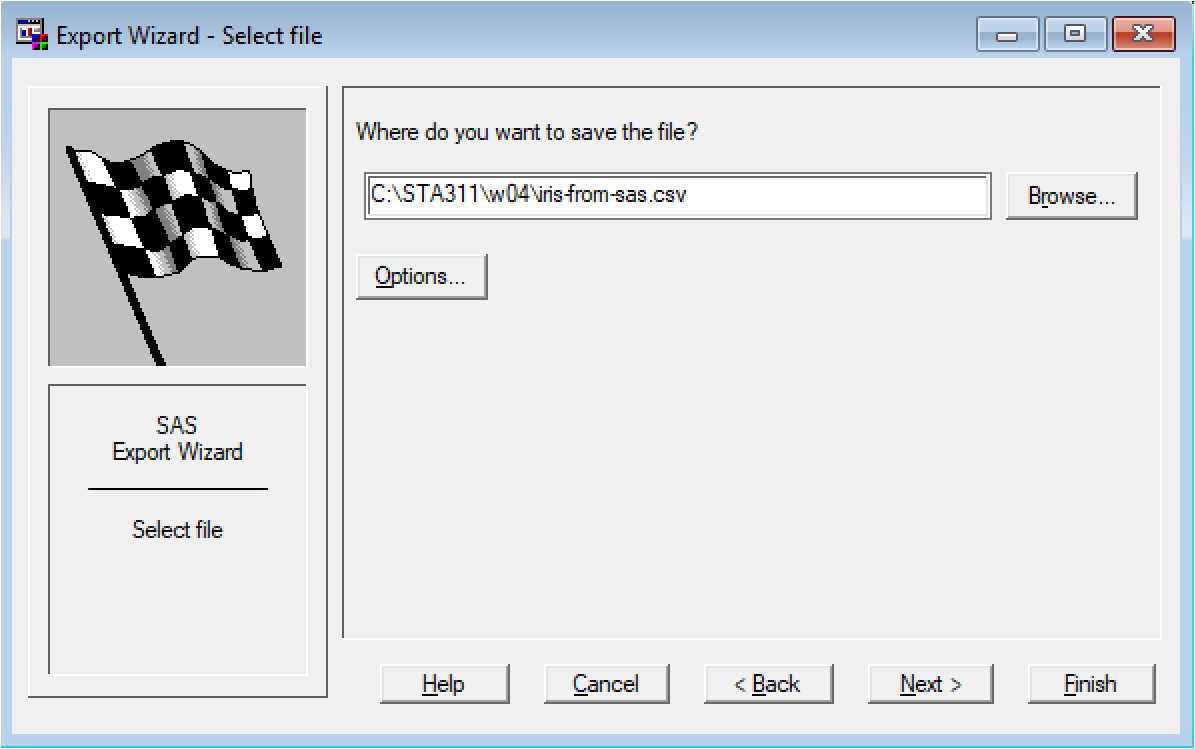 Export Wizard - Select file
Where do you want to save the file?
C:\STA311\w04\iris-from-sas.csv
Browse...
Options...
SAS
Export Wizard
Select file
Help
Cancel
< Back
Next >
Finish